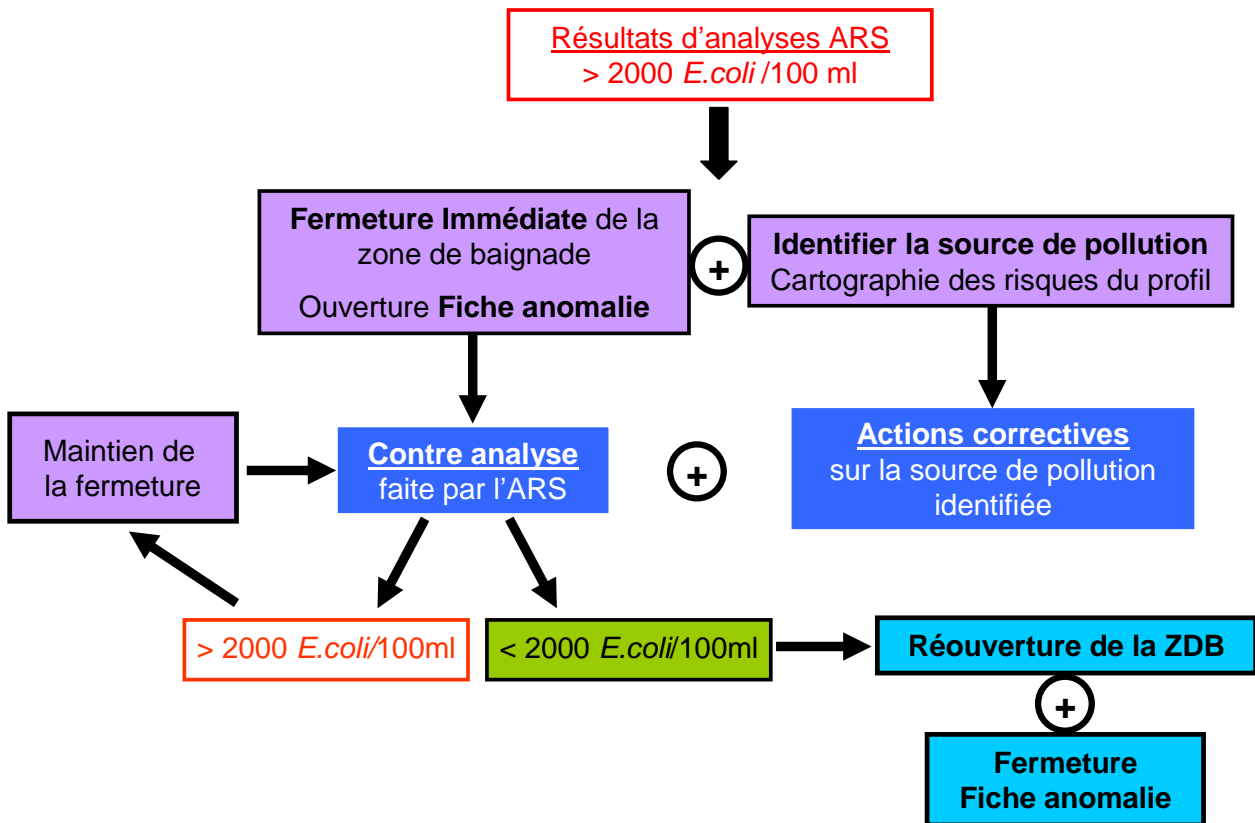 Résultats d'analyses ARS
> 2000 E.coli /100 ml
Fermeture Immédiate de la
zone de baignade
Ouverture Fiche anomalie
+
Identifier la source de pollution
Cartographie des risques du profil
Maintien de
la fermeture
Contre analyse
faite par l'ARS
+
Actions correctives
sur la source de pollution
identifiée
> 2000 E.coli/100ml
< 2000 E.coli/100ml
Réouverture de la ZDB
+
Fermeture
Fiche anomalie